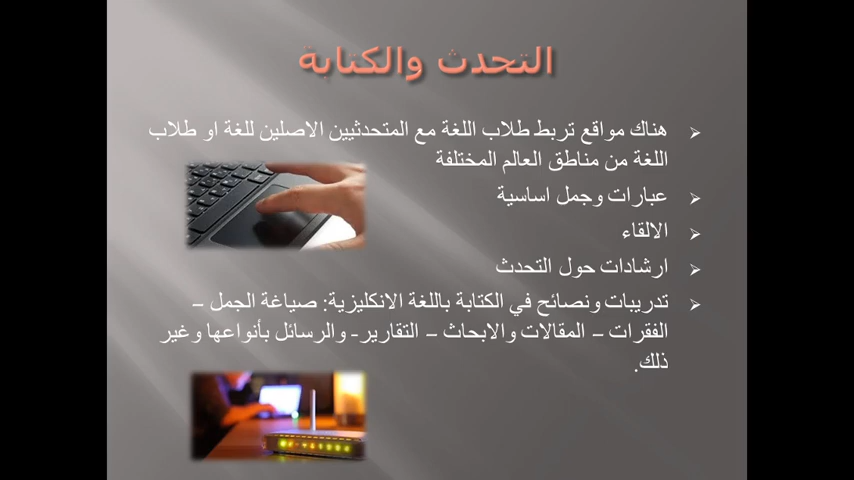 التحدث والكتابة
هناك مواقع تربط طلاب اللغة مع المتحدثيين الاصلين للغة او طلاب
اللغة من مناطق العالم المختلفة
عبارات وجمل اساسية
الالقاء
ارشادات حول التحدث
تدريبات ونصائح في الكتابة باللغة الانكليزية: صياغة الجمل –
الفقرات – المقالات والابحاث – التقارير- والرسائل بأنواعها وغير
ذلك.